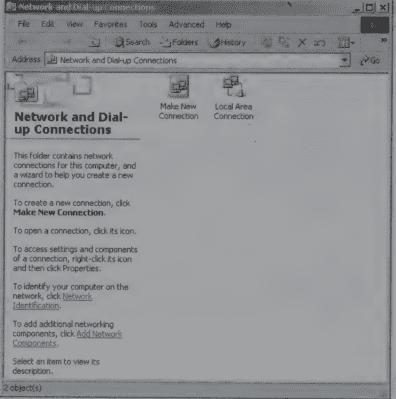 Network and Dial-up Connections
File Edit View Favorites Tools Advanced Help
Search Folders History
Address Network and Dial-up Connections Go
Make New
Connection
Local Area
Connection
Network and Dial-
up Connections
This folder contains network
connections for this computer, and
a wizard to help you create a new
connection.
To create a new connection, click
Make New Connection.
To open a connection, click its icon.
To access settings and components
of a connection, right-click its icon
and then click Properties.
To identify your computer on the
network, click Network
Identification.
To add additional networking
components, click Add Network
Components.
Select an item to view its
description.
2 object(s)